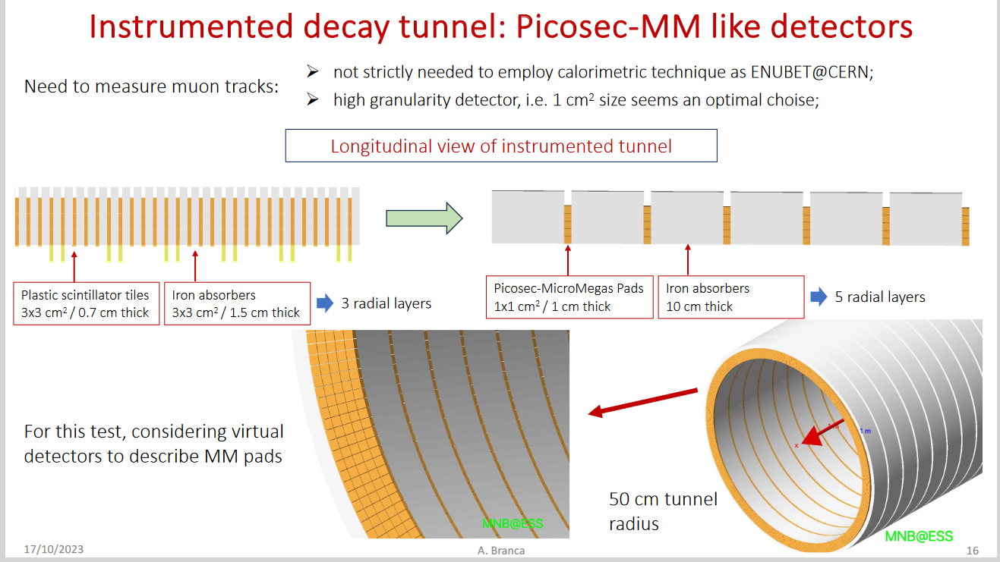 Instrumented decay tunnel: Picosec-MM like detectors
Need to measure muon tracks:
➢ not strictly needed to employ calorimetric technique as ENUBET@CERN;
➢ high granularity detector, i.e. 1 cm² size seems an optimal choise;
Longitudinal view of instrumented tunnel
Plastic scintillator tiles
3x3 cm² / 0.7 cm thick
Iron absorbers
3x3 cm² / 1.5 cm thick
3 radial layers
Picosec-MicroMegas Pads
1x1 cm² / 1 cm thick
Iron absorbers
10 cm thick
5 radial layers
For this test, considering virtual
detectors to describe MM pads
MNB@ESS
50 cm tunnel
radius
1 m
x
MNB@ESS
17/10/2023
A. Branca
16